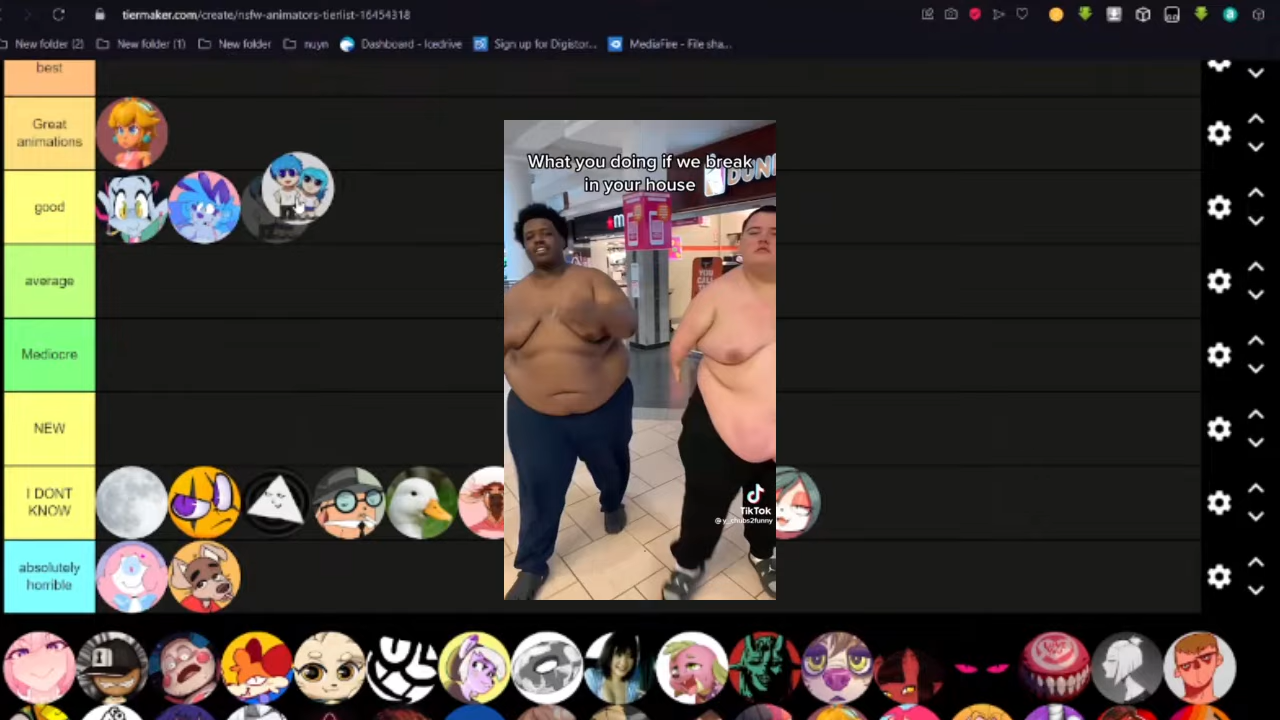 tiermaker.com/create/nsfw-animators-tierlist-16454318
New folder (2)
New folder (1)
New folder
nuyn
Dashboard - Icedrive
Sign up for Digistor...
MediaFire - File sha...
best
Great
animations
good
average
Mediocre
NEW
I DONT
KNOW
absolutely
horrible
What you doing if we break
in your house
DUN
TikTok
@y_chubs2funny